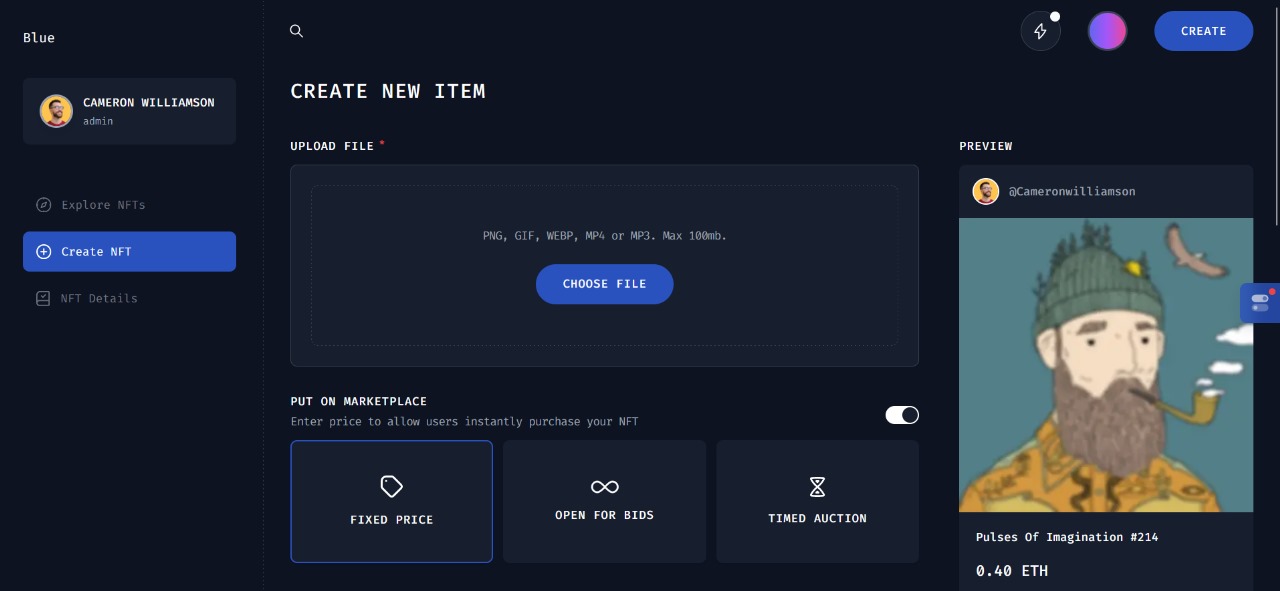 Blue
CREATE
CAMERON WILLIAMSON
admin
Explore NFTs
Create NFT
NFT Details
CREATE NEW ITEM
UPLOAD FILE *
PNG, GIF, WEBP, MP4 or MP3. Max 100mb.
CHOOSE FILE
PUT ON MARKETPLACE
Enter price to allow users instantly purchase your NFT
FIXED PRICE
OPEN FOR BIDS
TIMED AUCTION
PREVIEW
@Cameronwilliamson
Pulses Of Imagination #214
0.40 ETH